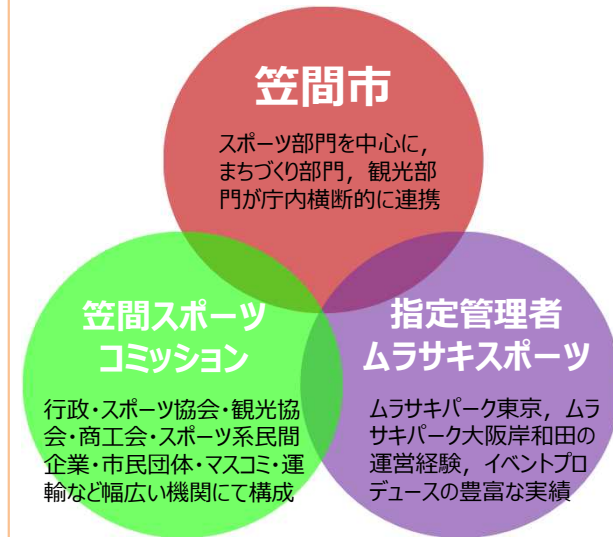 笠間市
スポーツ部門を中心に，
まちづくり部門，観光部
門が庁内横断的に連携
笠間スポーツ
コミッション
行政・スポーツ協会・観光協
会・商工会・スポーツ系民間
企業・市民団体・マスコミ・運
輸など幅広い機関にて構成
指定管理者
ムラサキスポーツ
ムラサキパーク東京，ムラ
サキパーク大阪岸和田の
運営経験，イベントプロ
デュースの豊富な実績